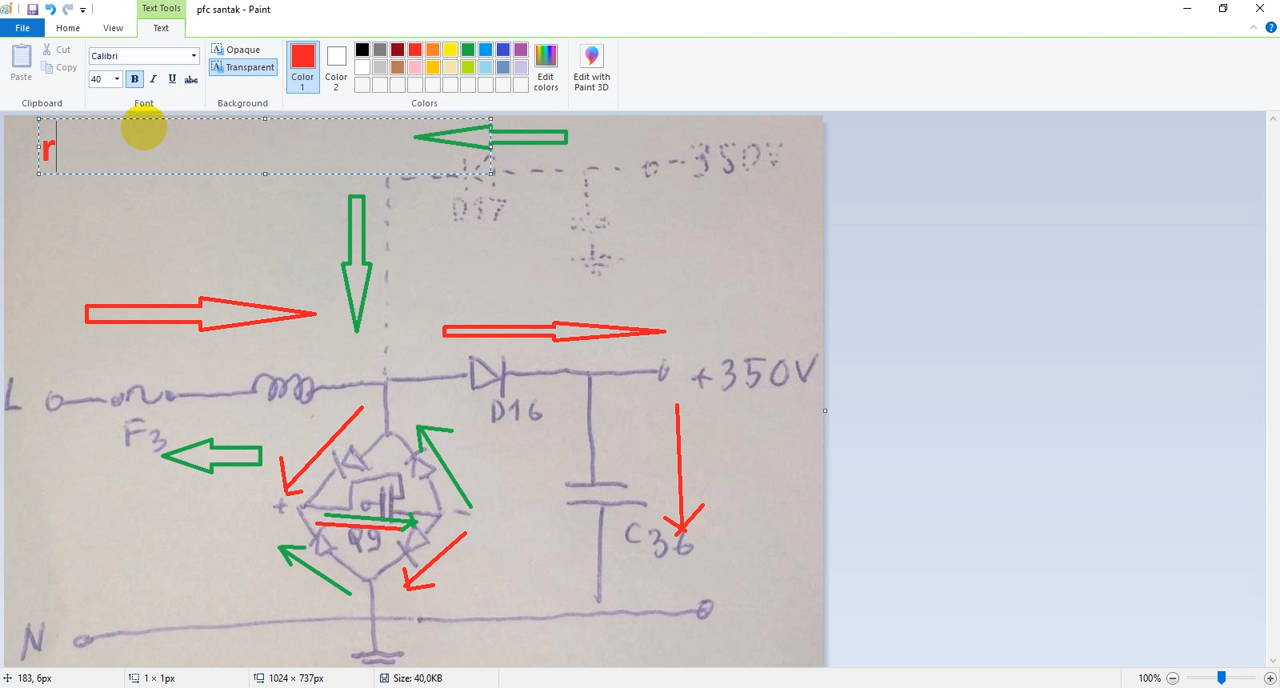 Text Tools
pfc santak - Paint
File
Home
View
Text
Paste
Cut
Copy
Calibri
40
B
I
U
abc
Opaque
Transparent
Color 1
Color 2
Edit colors
Edit with Paint 3D
Clipboard
Font
Background
Colors
r
-350V
D17
L
F3
D16
+350V
+
-
Q9
C36
N
183, 6px
1 × 1px
1024 × 737px
Size: 40,0KB
100%